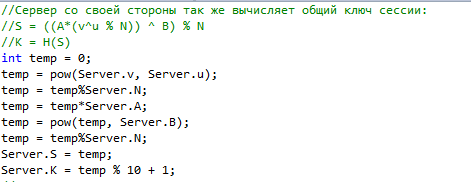 //Сервер со своей стороны так же вычисляет общий ключ сессии:
//S = ((A*(v^u % N)) ^ B) % N
//K = H(S)
int temp = 0;
temp = pow(Server.v, Server.u);
temp = temp%Server.N;
temp = temp*Server.A;
temp = pow(temp, Server.B);
temp = temp%Server.N;
Server.S = temp;
Server.K = temp % 10 + 1;